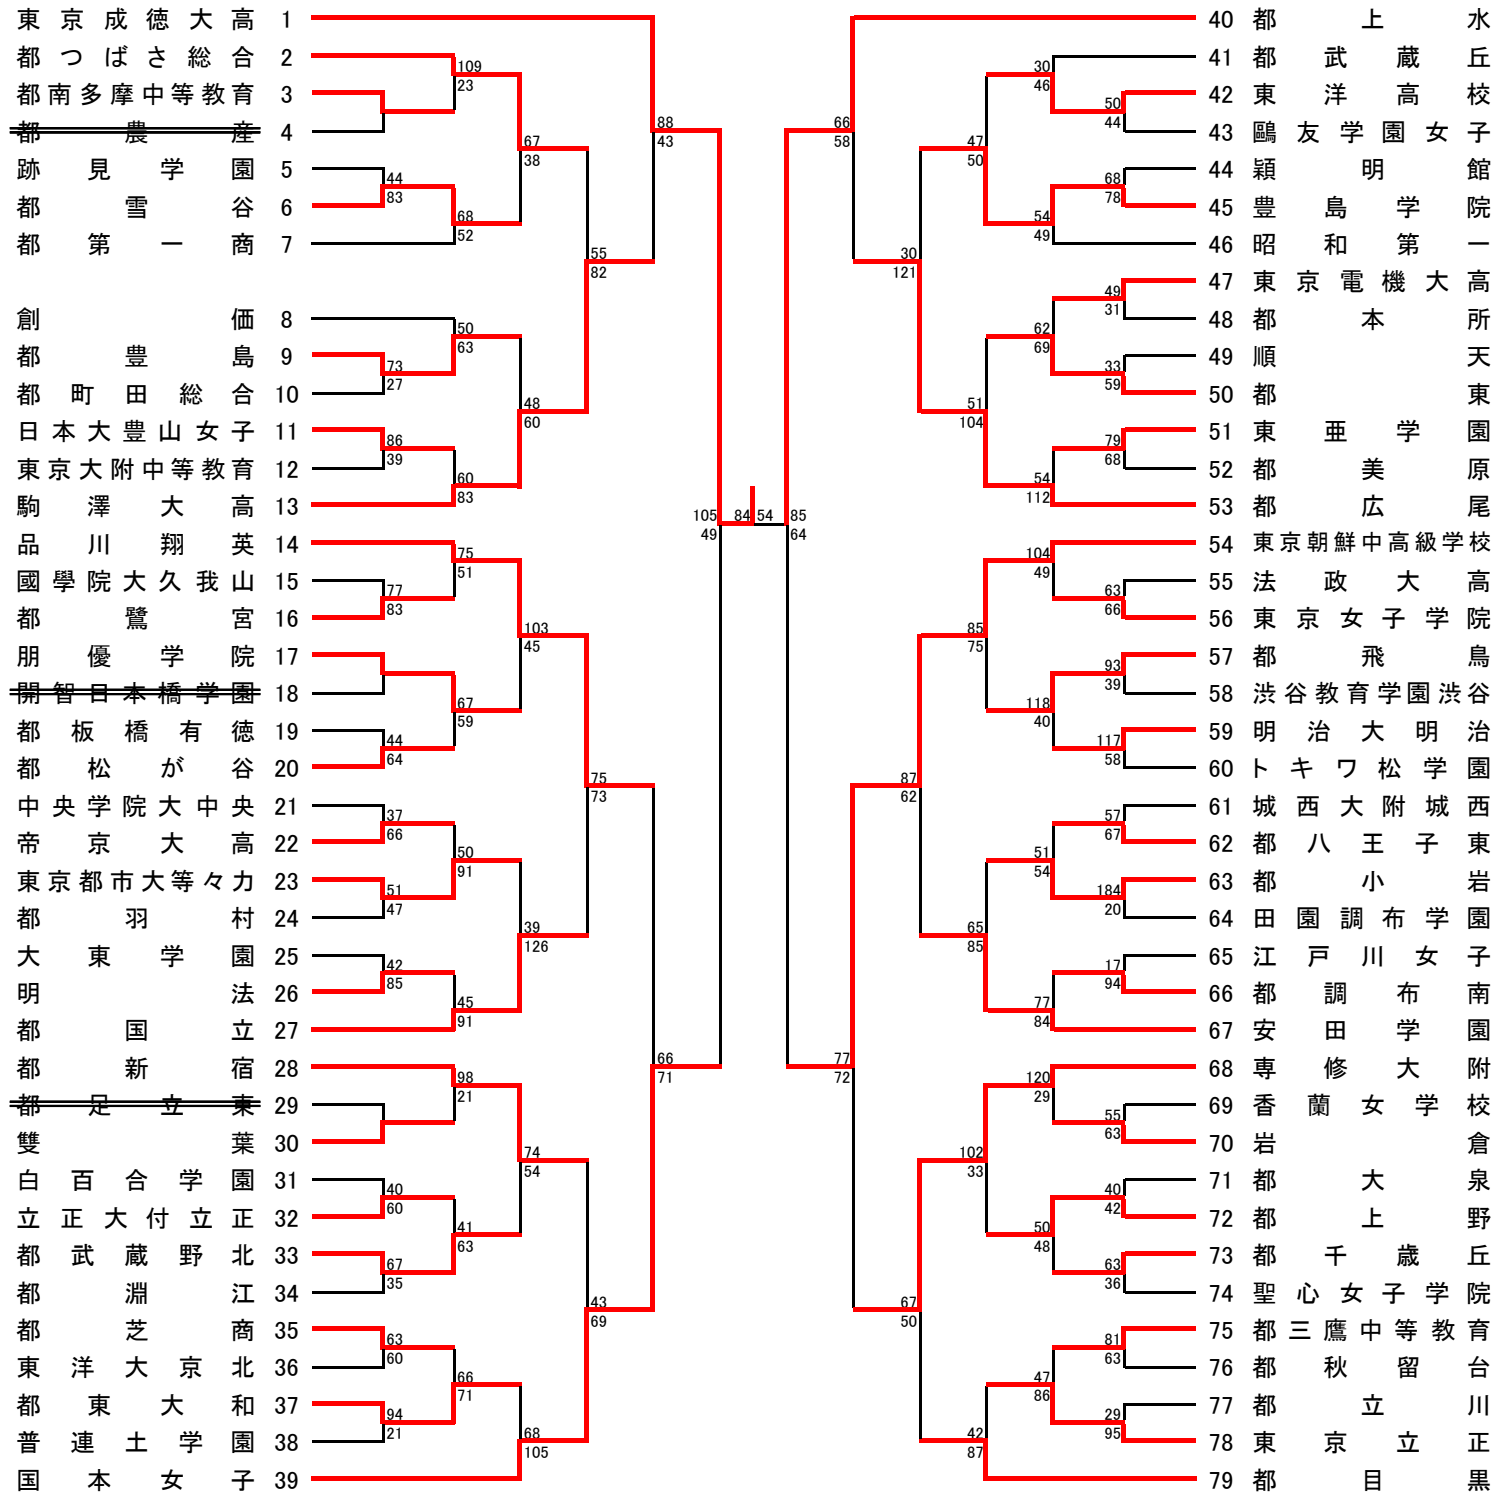 東京成徳大高 1
都つばさ総合 2
都南多摩中等教育 3
都農産 4
跡見学園 5
都雪谷 6
都第一商 7
創価 8
都豊島 9
都町田総合 10
日本大豊山女子 11
東京大附中等教育 12
駒澤大高 13
品川翔英 14
國學院大久我山 15
都鷺宮 16
朋優学院 17
開智日本橋学園 18
都板橋有徳 19
都松が谷 20
中央学院大中央 21
帝京大高 22
東京都市大等々力 23
都羽村 24
大東学園 25
明法 26
都国立 27
都新宿 28
都足立東 29
雙葉 30
白百合学園 31
立正大付立正 32
都武蔵野北 33
都淵江 34
都芝商 35
東洋大京北 36
都東大和 37
普連土学園 38
国本女子 39
109
23
44
83
68
52
67
38
50
63
73
27
86
39
60
83
48
60
55
82
88
43
75
51
77
83
67
59
44
64
103
45
37
66
51
47
50
91
42
85
45
91
39
126
75
73
98
21
40
60
67
35
41
63
74
54
63
60
94
21
66
71
68
105
43
69
66
71
105
49
84 54
85
64
66
58
30
46
50
44
68
78
54
49
47
50
49
31
33
59
62
69
79
68
54
112
51
104
30
121
104
49
63
66
93
39
117
58
118
40
85
75
57
67
184
20
51
54
17
94
77
84
65
85
87
62
120
29
55
63
40
42
63
36
50
48
102
33
81
63
29
95
47
86
42
87
67
50
77
72
40 都上水
41 都武蔵丘
42 東洋高校
43 鷗友学園女子
44 穎明館
45 豊島学院
46 昭和第一
47 東京電機大高
48 都本所
49 順天
50 都東
51 東亜学園
52 都美原
53 都広尾
54 東京朝鮮中高級学校
55 法政大高
56 東京女子学院
57 都飛鳥
58 渋谷教育学園渋谷
59 明治大明治
60 トキワ松学園
61 城西大附城西
62 都八王子東
63 都小岩
64 田園調布学園
65 江戸川女子
66 都調布南
67 安田学園
68 専修大附
69 香蘭女学校
70 岩倉
71 都大泉
72 都上野
73 都千歳丘
74 聖心女子学院
75 都三鷹中等教育
76 都秋留台
77 都立川
78 東京立正
79 都目黒